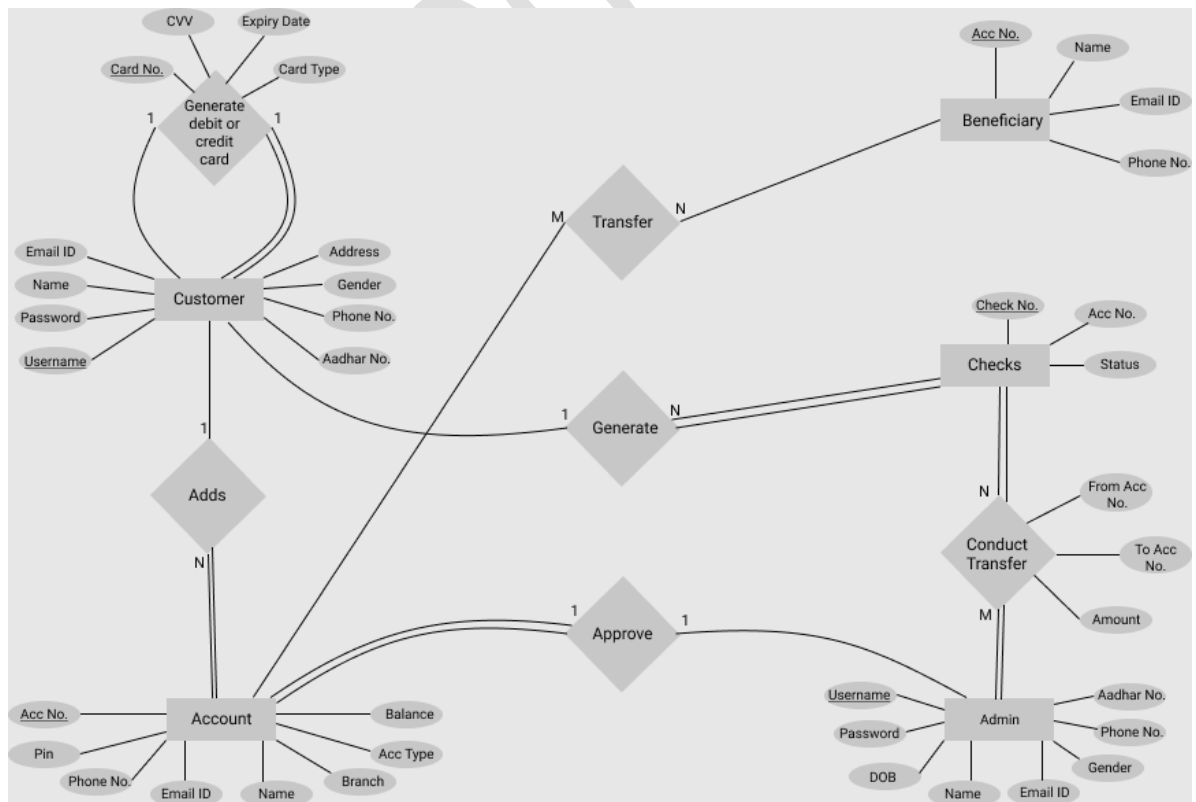 CVV
Expiry Date
Card No.
Card Type
Generate
debit or
credit
card
1
1
Acc No.
Name
Email ID
Beneficiary
Phone No.
M
Transfer
N
Email ID
Address
Name
Gender
Customer
Password
Phone No.
Username
Aadhar No.
Check No.
Acc No.
Checks
Status
1
Generate
N
1
Adds
N
N
From Acc
No.
Conduct
Transfer
To Acc
No.
M
Amount
1
Approve
1
Acc No.
Account
Balance
Pin
Acc Type
Phone No.
Branch
Email ID
Name
Username
Aadhar No.
Admin
Password
Phone No.
DOB
Gender
Name
Email ID